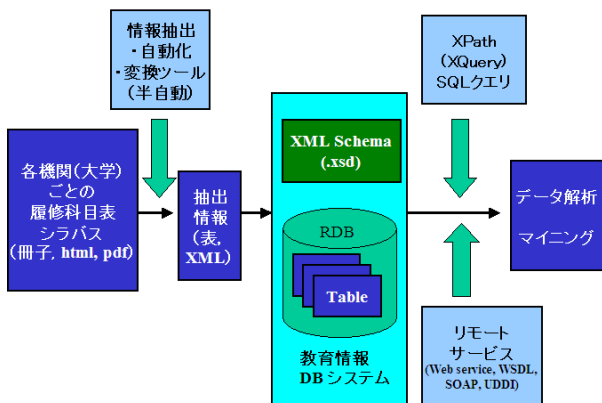 情報抽出
・自動化
・変換ツール
(半自動)
XPath
(XQuery)
SQLクエリ
各機関(大学)
ごとの
履修科目表
シラバス
(冊子, html, pdf)
抽出
情報
(表,
XML)
XML Schema
(.xsd)
RDB
Table
教育情報
DBシステム
データ解析
マイニング
リモート
サービス
(Web service, WSDL,
SOAP, UDDI)